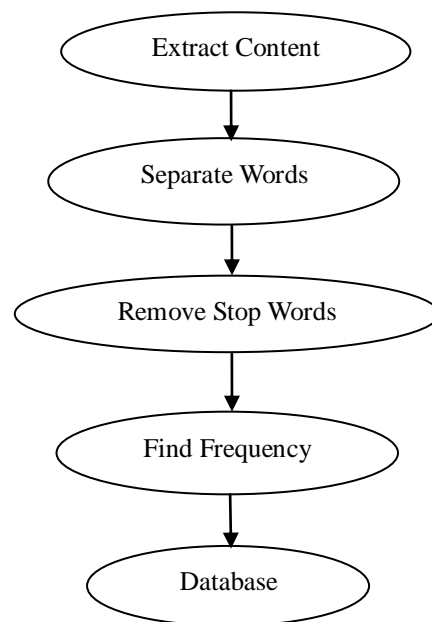 Extract Content
Separate Words
Remove Stop Words
Find Frequency
Database